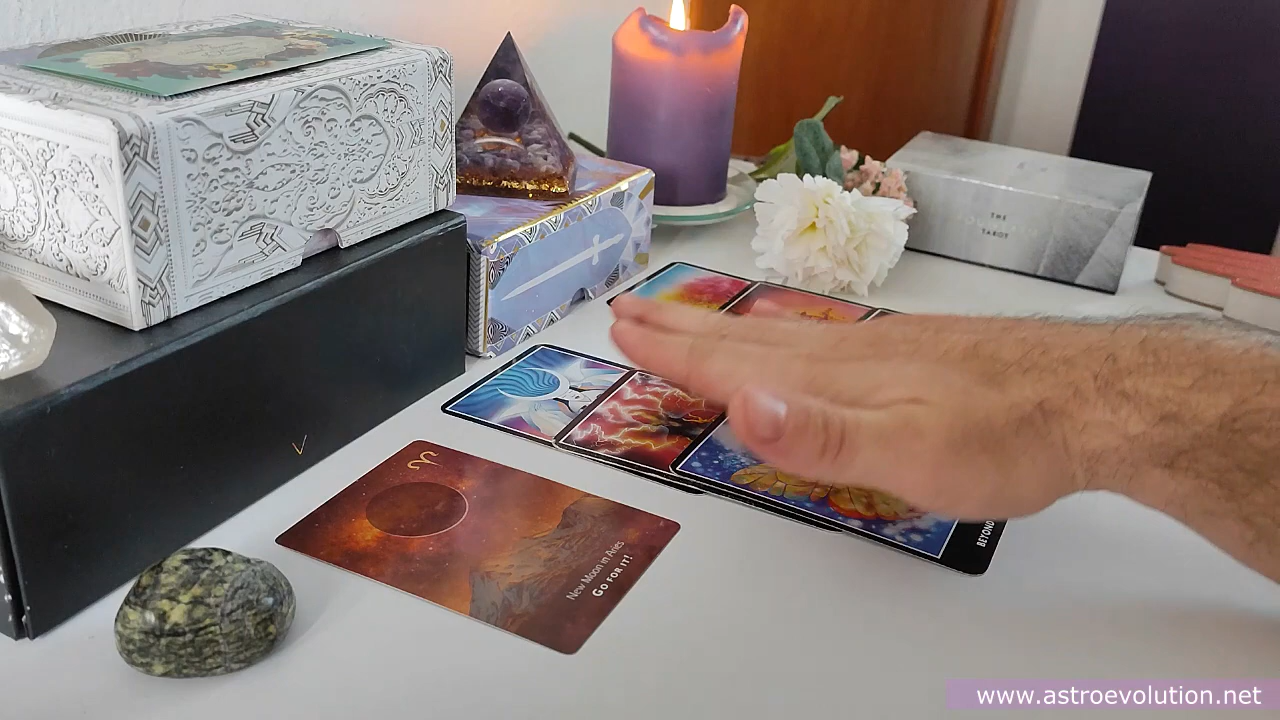 THE
TAROT
New Moon in Aries
GO FOR IT!
BEYOND
www.astroevolution.net